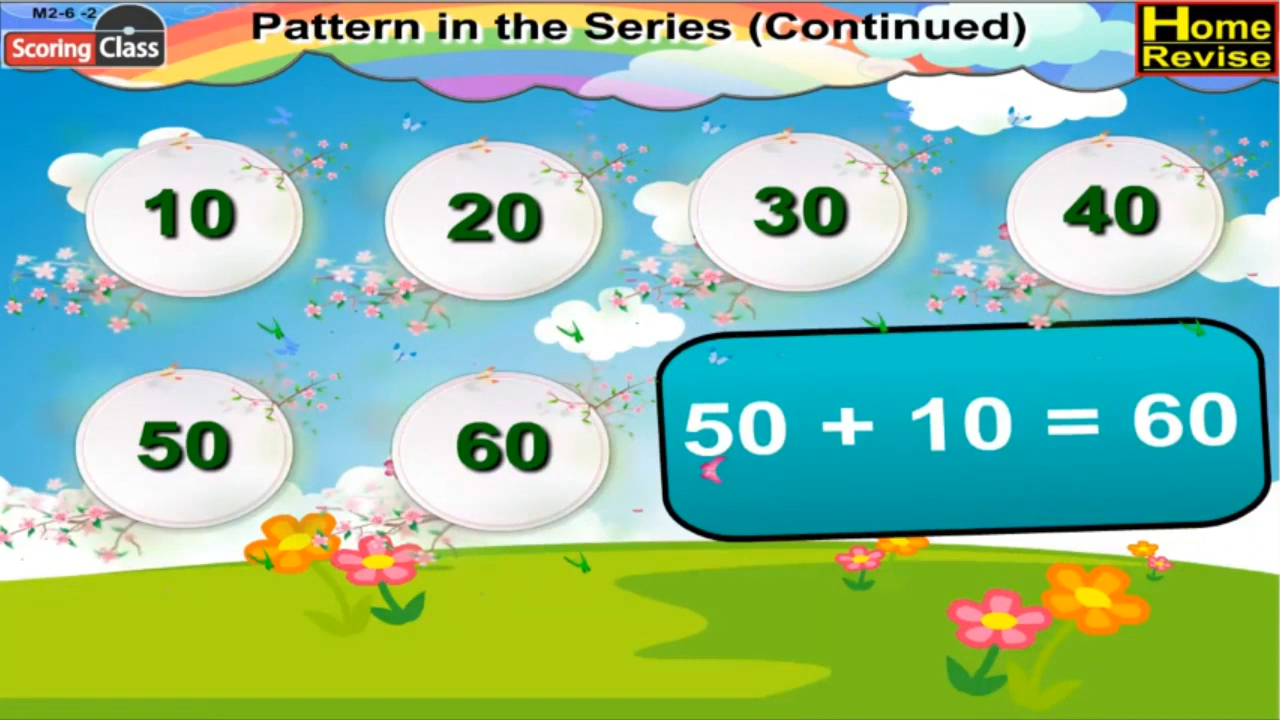 M2-6 -2
Scoring Class
Pattern in the Series (Continued)
Home
Revise
10 20 30 40
50 60
50 + 10 = 60